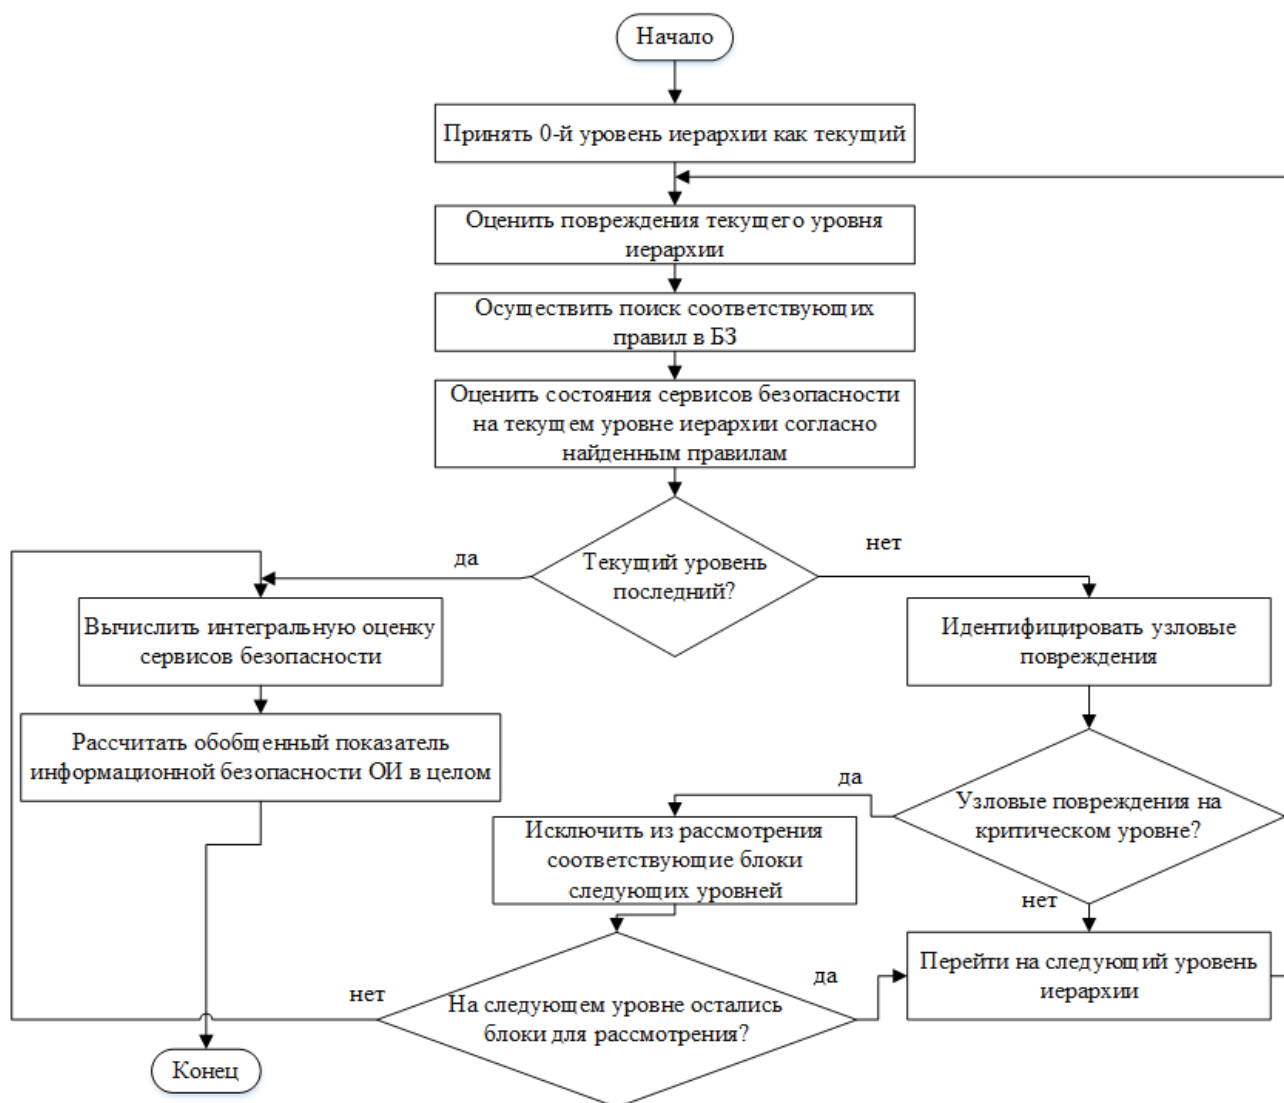 Начало
Принять 0-й уровень иерархии как текущий
Оценить повреждения текущего уровня
иерархии
Осуществить поиск соответствующих
правил в БЗ
Оценить состояния сервисов безопасности
на текущем уровне иерархии согласно
найденным правилам
да
Текущий уровень
последний?
нет
Вычислить интегральную оценку
сервисов безопасности
Идентифицировать узловые
повреждения
Рассчитать обобщенный показатель
информационной безопасности ОИ в целом
да
Узловые повреждения на
критическом уровне?
Исключить из рассмотрения
соответствующие блоки
следующих уровней
нет
Перейти на следующий уровень
иерархии
нет
На следующем уровне остались
блоки для рассмотрения?
да
Конец